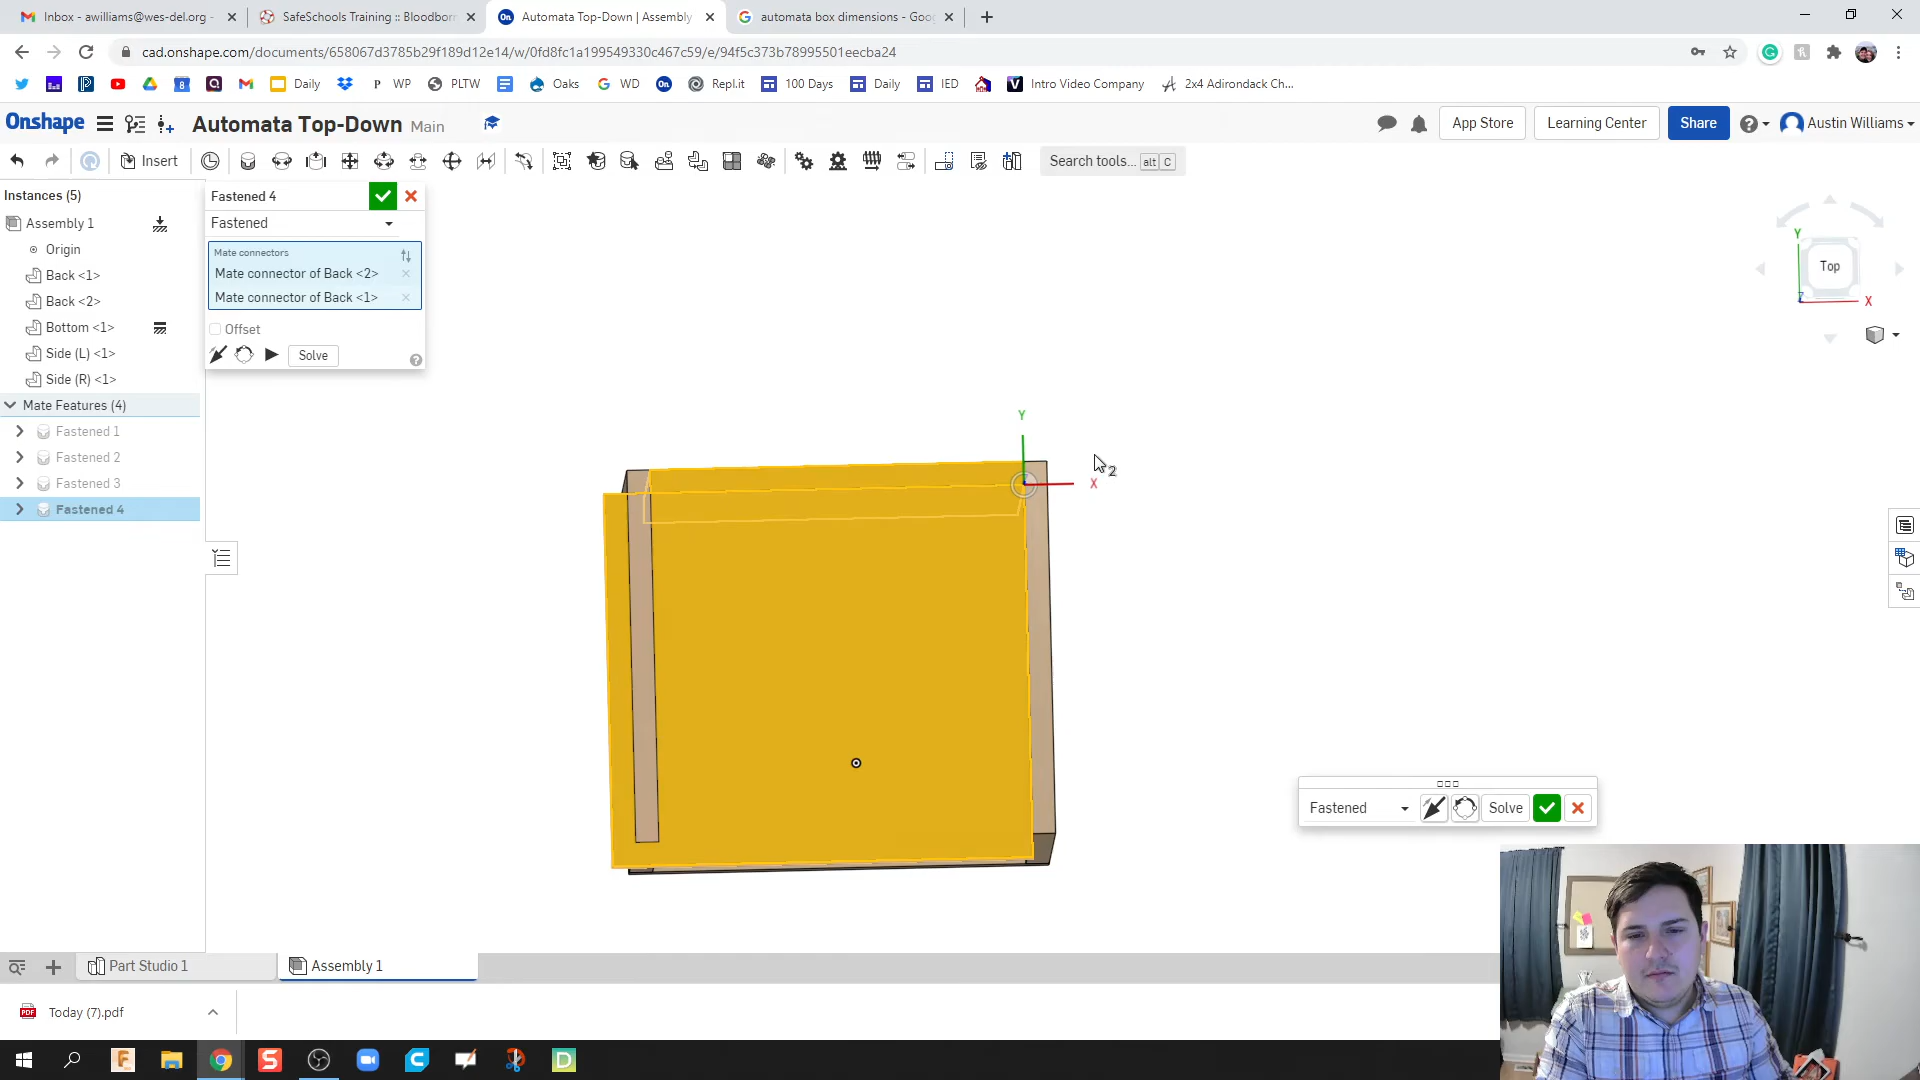 Inbox - awilliams@wes-del.org -
SafeSchools Training :: Bloodborn
Automata Top-Down | Assembly
automata box dimensions - Goog
cad.onshape.com/documents/658067d3785b29f189d12e14/w/0fd8fc1a199549330c467c59/e/94f5c373b78995501eecba24
Daily
WP
PLTW
Oaks
WD
Repl.it
100 Days
Daily
IED
Intro Video Company
2x4 Adirondack Ch...
Onshape
Automata Top-Down Main
App Store
Learning Center
Share
Austin Williams
Insert
Search tools... alt C
Instances (5)
Assembly 1
Origin
Back <1>
Back <2>
Bottom <1>
Side (L) <1>
Side (R) <1>
Mate Features (4)
Fastened 1
Fastened 2
Fastened 3
Fastened 4
Fastened 4
Fastened
Mate connectors
Mate connector of Back <2>
Mate connector of Back <1>
Offset
Solve
Y
X
2
Y
Top
X
Z
Fastened
Solve
Part Studio 1
Assembly 1
PDF
Today (7).pdf